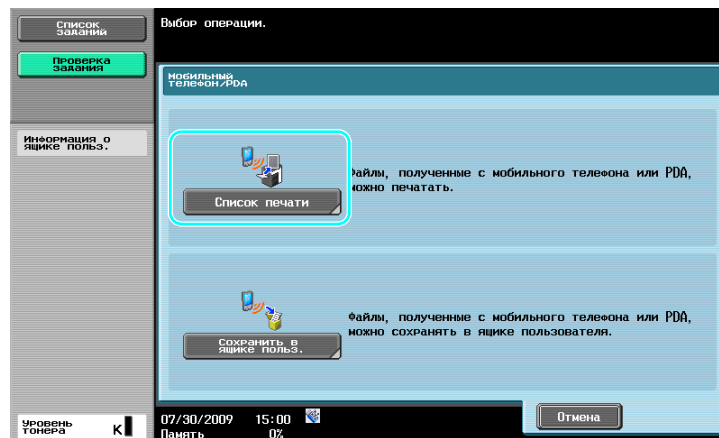 Список
заданий
Выбор операции.
Проверка
задания
Мобильный
телефон/PDA
Информация о
ящике польз.
Файлы, полученные с мобильного телефона или PDA,
можно печатать.
Список печати
Файлы, полученные с мобильного телефона или PDA,
можно сохранять в ящике пользователя.
Сохранить в
ящике польз.
Уровень
тонера
K
07/30/2009 15:00
Память 0%
Отмена